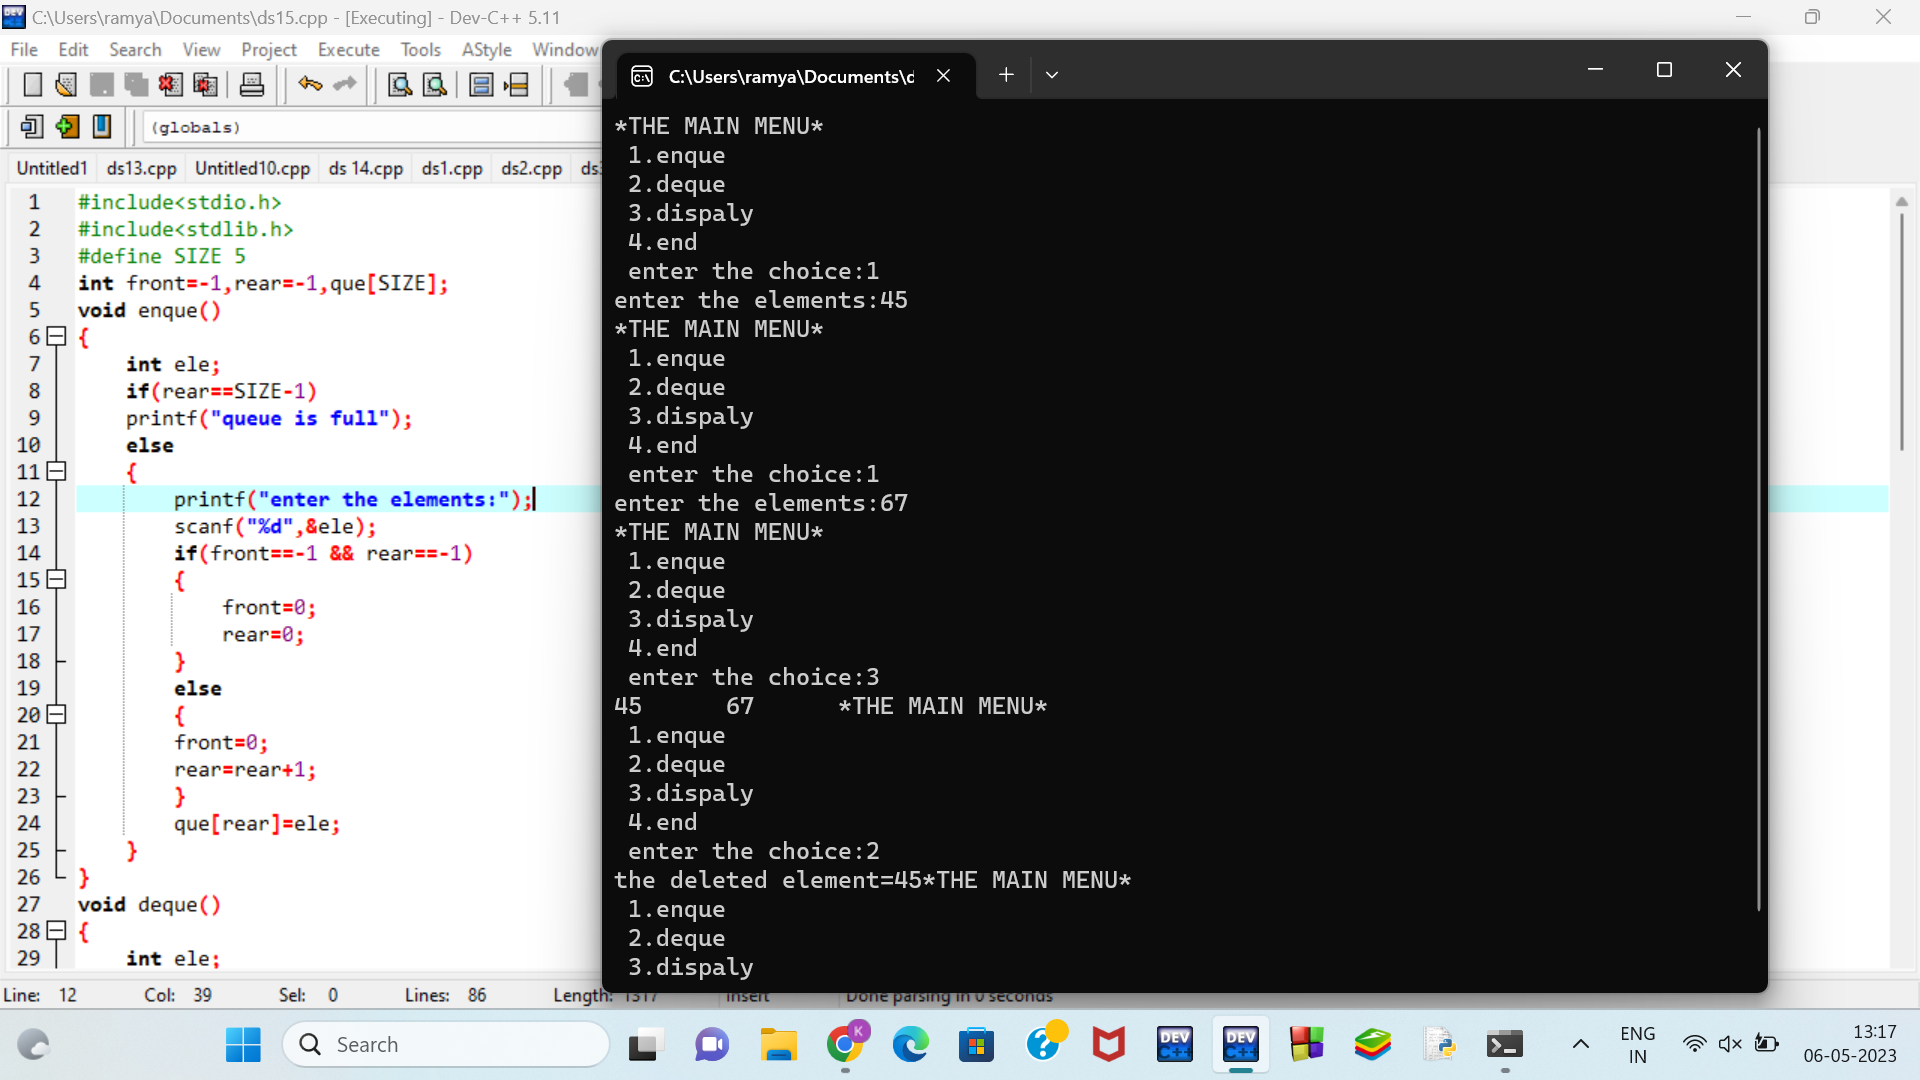 C:\Users\ramya\Documents\ds15.cpp - [Executing] - Dev-C++ 5.11
File Edit Search View Project Execute Tools AStyle Window
(globals)
Untitled1 ds13.cpp Untitled10.cpp ds 14.cpp ds1.cpp ds2.cpp ds
1 #include<stdio.h>
2 #include<stdlib.h>
3 #define SIZE 5
4 int front=-1,rear=-1,que[SIZE];
5 void enque()
6 {
7 int ele;
8 if(rear==SIZE-1)
9 printf("queue is full");
10 else
11 {
12 printf("enter the elements:");
13 scanf("%d",&ele);
14 if(front==-1 && rear==-1)
15 {
16 front=0;
17 rear=0;
18 }
19 else
20 {
21 front=0;
22 rear=rear+1;
23 }
24 que[rear]=ele;
25 }
26 }
27 void deque()
28 {
29 int ele;
C:\Users\ramya\Documents\d
*THE MAIN MENU*
1.enque
2.deque
3.dispaly
4.end
enter the choice:1
enter the elements:45
*THE MAIN MENU*
1.enque
2.deque
3.dispaly
4.end
enter the choice:1
enter the elements:67
*THE MAIN MENU*
1.enque
2.deque
3.dispaly
4.end
enter the choice:3
45 67 *THE MAIN MENU*
1.enque
2.deque
3.dispaly
4.end
enter the choice:2
the deleted element=45*THE MAIN MENU*
1.enque
2.deque
3.dispaly
Line: 12 Col: 39 Sel: 0 Lines: 86 Length: 1317 Insert Done parsing in 0 seconds
Search
K
DEV C++
DEV C++
ENG
IN
13:17
06-05-2023